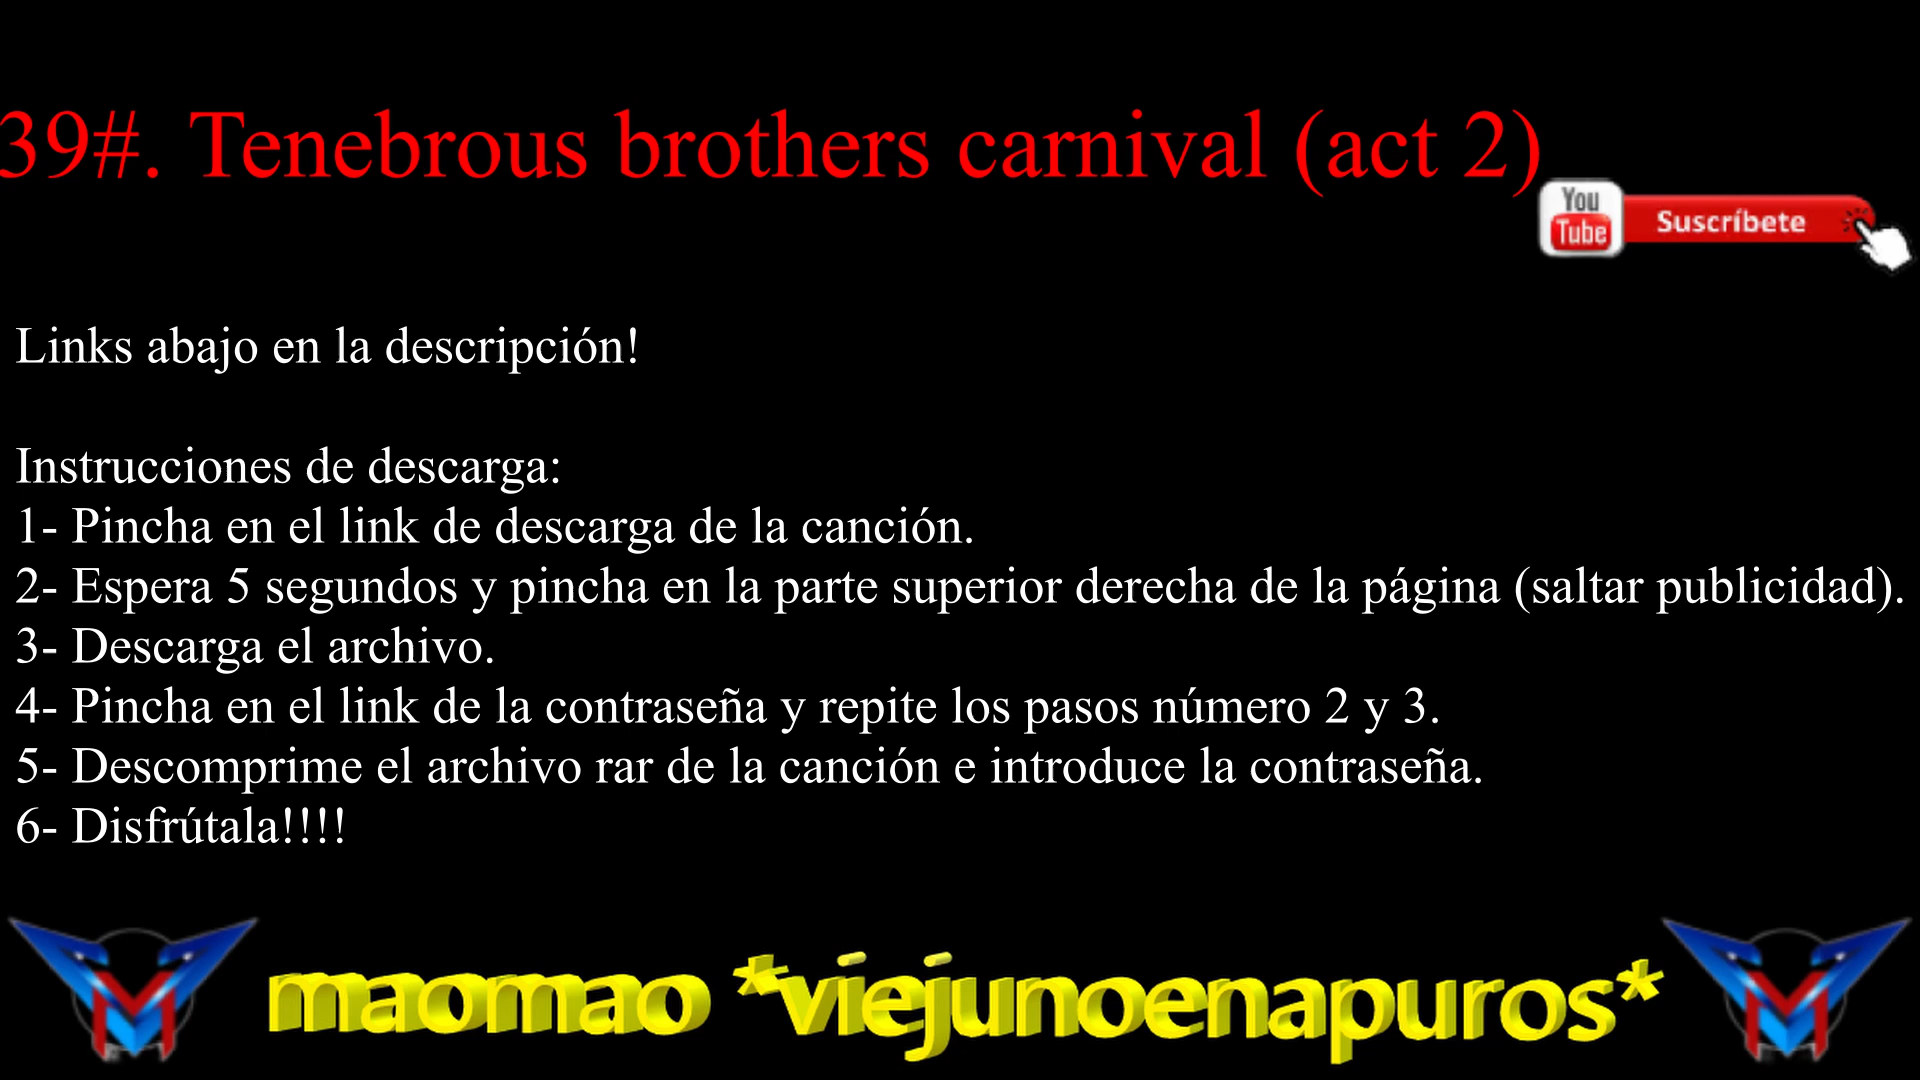 39#. Tenebrous brothers carnival (act 2)
You
Tube
Suscríbete
Links abajo en la descripción!
Instrucciones de descarga:
1- Pincha en el link de descarga de la canción.
2- Espera 5 segundos y pincha en la parte superior derecha de la página (saltar publicidad).
3- Descarga el archivo.
4- Pincha en el link de la contraseña y repite los pasos número 2 y 3.
5- Descomprime el archivo rar de la canción e introduce la contraseña.
6- Disfrútala!!!!
maomao *viejunoenapuros*